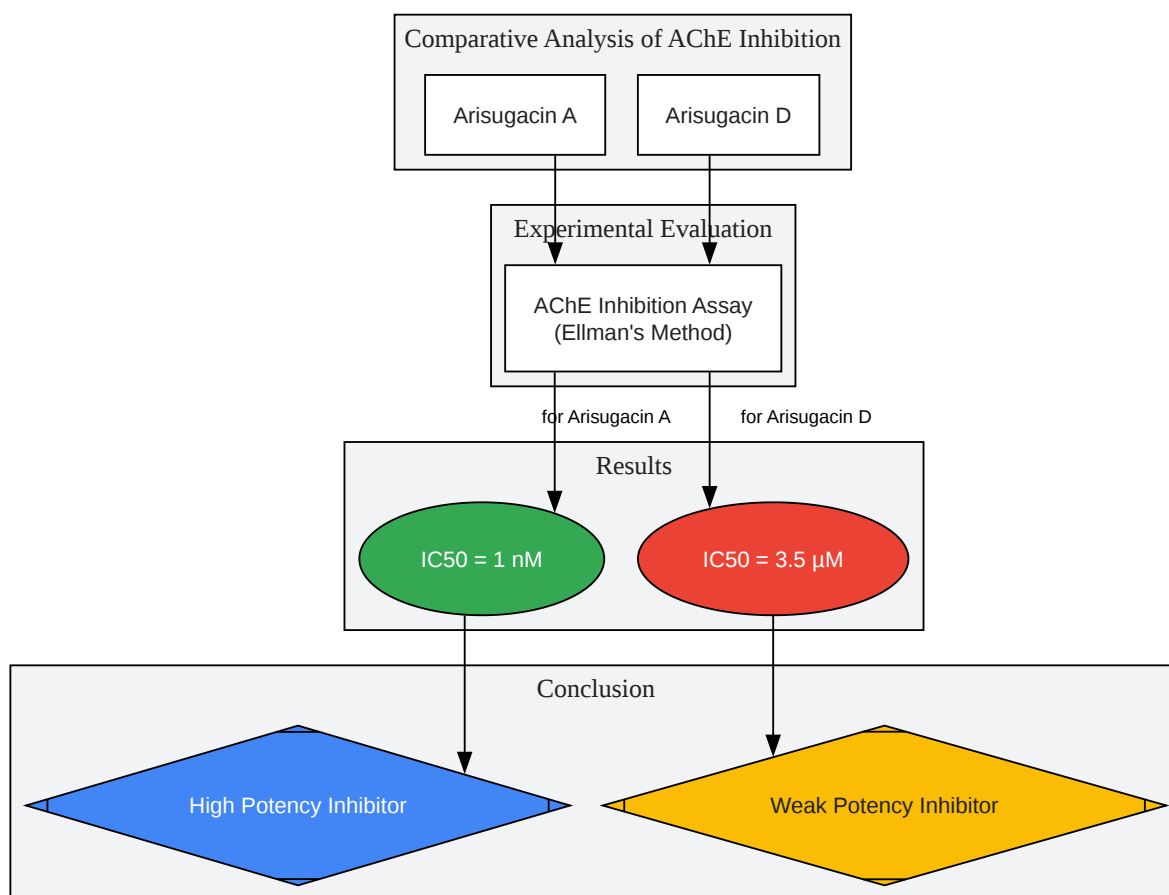 Comparative Analysis of AChE Inhibition
Arisugacin A
Arisugacin D
Experimental Evaluation
AChE Inhibition Assay
(Ellman's Method)
for Arisugacin A
for Arisugacin D
Results
IC50 = 1 nM
IC50 = 3.5 µM
Conclusion
High Potency Inhibitor
Weak Potency Inhibitor